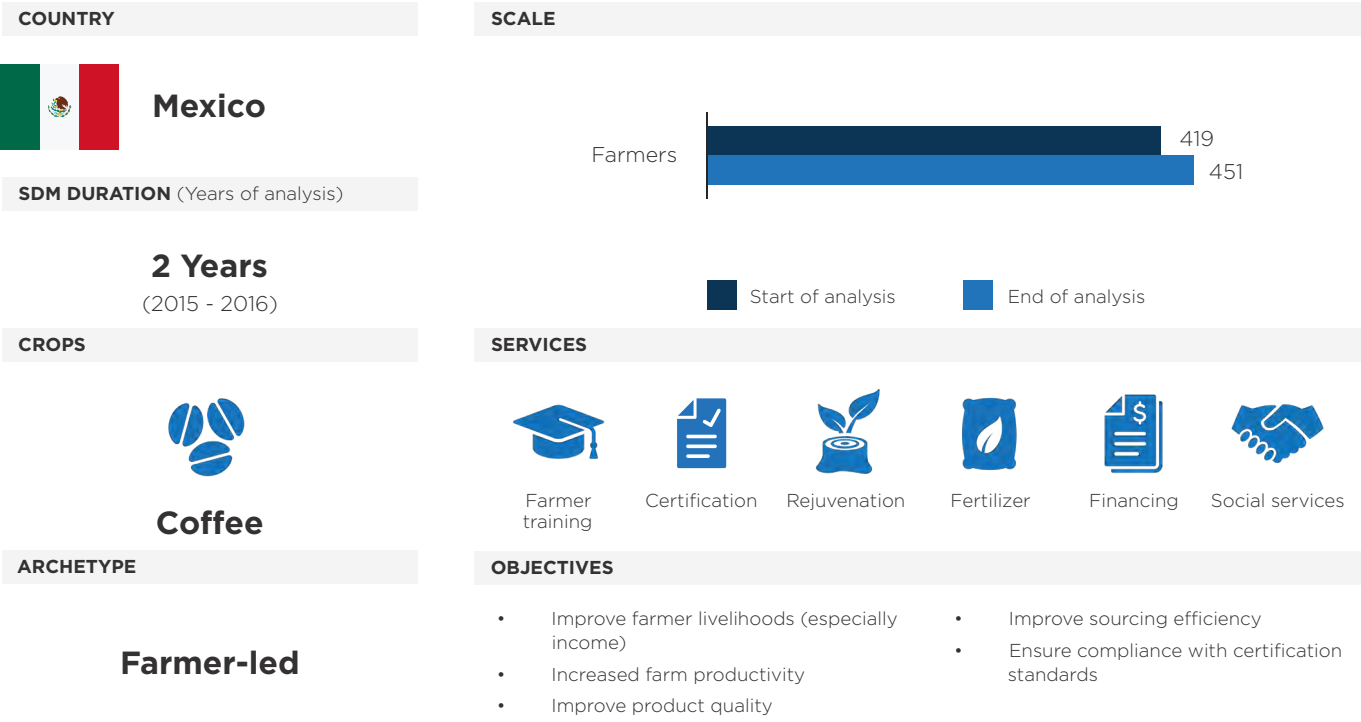 COUNTRY
Mexico
SDM DURATION (Years of analysis)
2 Years
(2015 - 2016)
CROPS
Coffee
ARCHETYPE
Farmer-led
SCALE
Farmers
419
451
Start of analysis
End of analysis
SERVICES
Farmer
training
Certification
Rejuvenation
Fertilizer
$
Financing
Social services
OBJECTIVES
• Improve farmer livelihoods (especially
income)
• Increased farm productivity
• Improve product quality
• Improve sourcing efficiency
• Ensure compliance with certification
standards